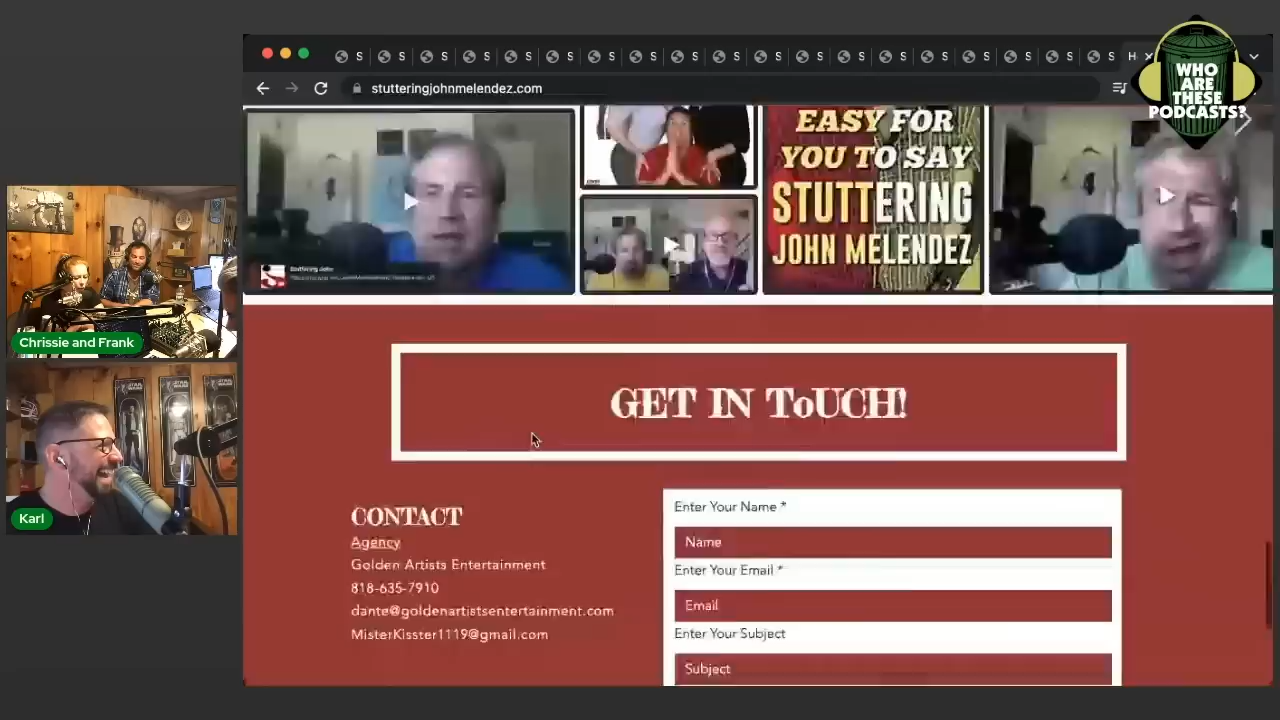 S S S S S S S S S S S S S S S S S S S H
stutteringjohnmelendez.com
WHO
ARE
THESE
PODCASTS?
EASY FOR
YOU TO SAY
STUTTERING
JOHN MELENDEZ
Stuttering John
GET IN ToUCH!
Chrissie and Frank
Karl
CONTACT
Agency
Golden Artists Entertainment
818-635-7910
dante@goldenartistsentertainment.com
MisterKisster1119@gmail.com
Enter Your Name *
Name
Enter Your Email *
Email
Enter Your Subject
Subject